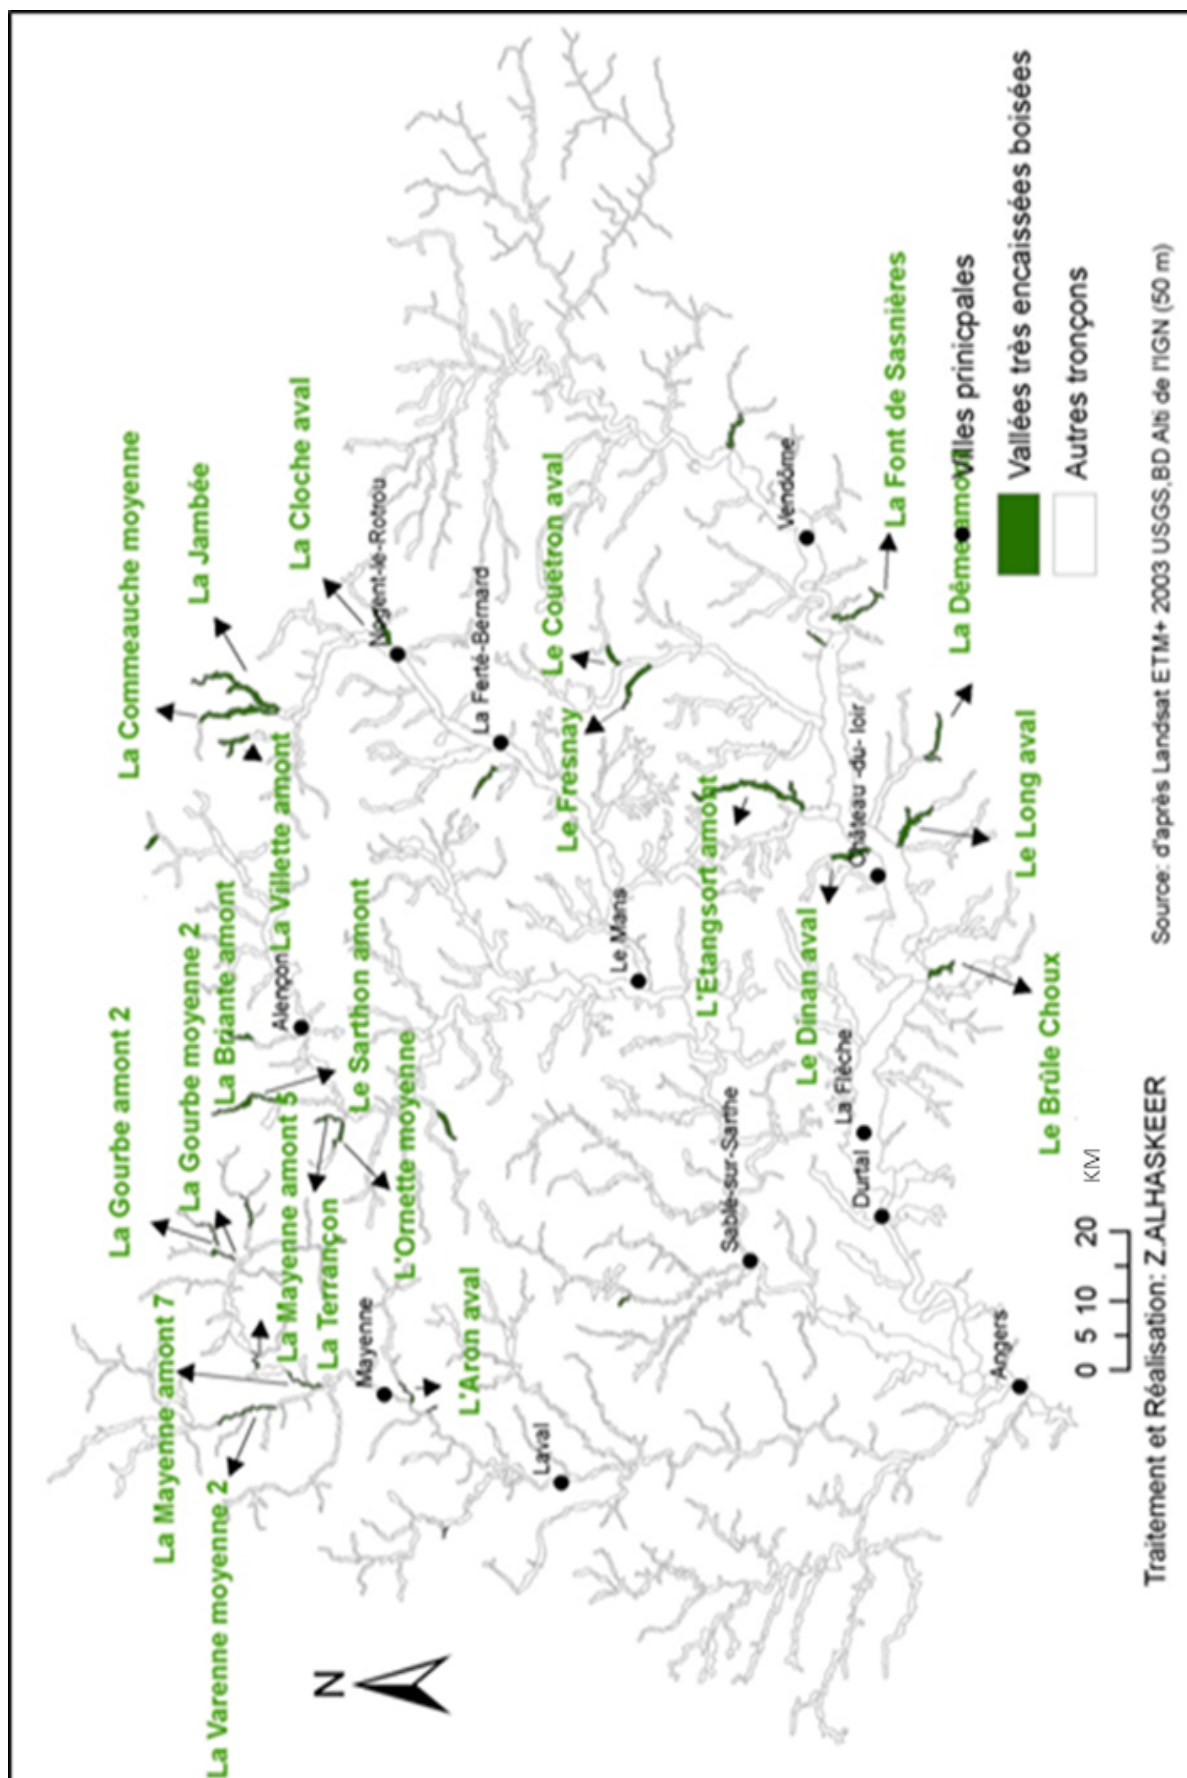 La Commeauche moyenne
La Jambée
La Cloche aval
La Gourbe amont 2
La Gourbe moyenne 2
La Briante amont
La Villette amont
Alençon
Nogent-le-Rotrou
La Mayenne amont 7
La Mayenne amont 5
La Varenne moyenne 2
La Terrançon
Le Sarthon amont
L'Ornette moyenne
Mayenne
L'Aron aval
La Ferté-Bernard
Le Couëtron aval
Le Fresnay
Laval
Le Mans
L'Etangsort amont
Sablé-sur-Sarthe
Vendôme
Le Dinan aval
La Flèche
Château -du- loir
Durtal
La Font de Sasnières
La Dême amont
Angers
Le Long aval
Le Brûle Choux
N
0 5 10 20
KM
Villes prinicpales
Vallées très encaissées boisées
Autres tronçons
Traitement et Réalisation: Z.ALHASKEER
Source: d'après Landsat ETM+ 2003 USGS,BD Alti de l'IGN (50 m)